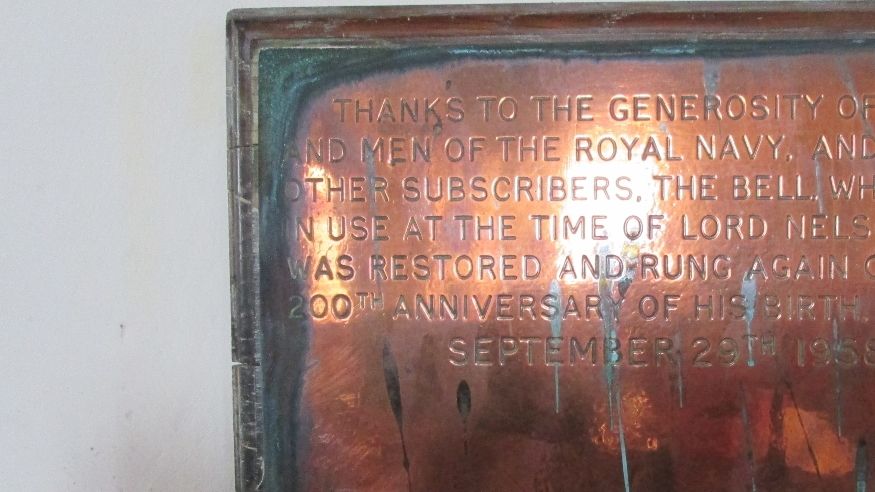 THANKS TO THE GENEROSITY OF
AND MEN OF THE ROYAL NAVY, AND
OTHER SUBSCRIBERS, THE BELL, WH
IN USE AT THE TIME OF LORD NELS
WAS RESTORED AND RUNG AGAIN O
200TH ANNIVERSARY OF HIS BIRTH,
SEPTEMBER 29TH 1958